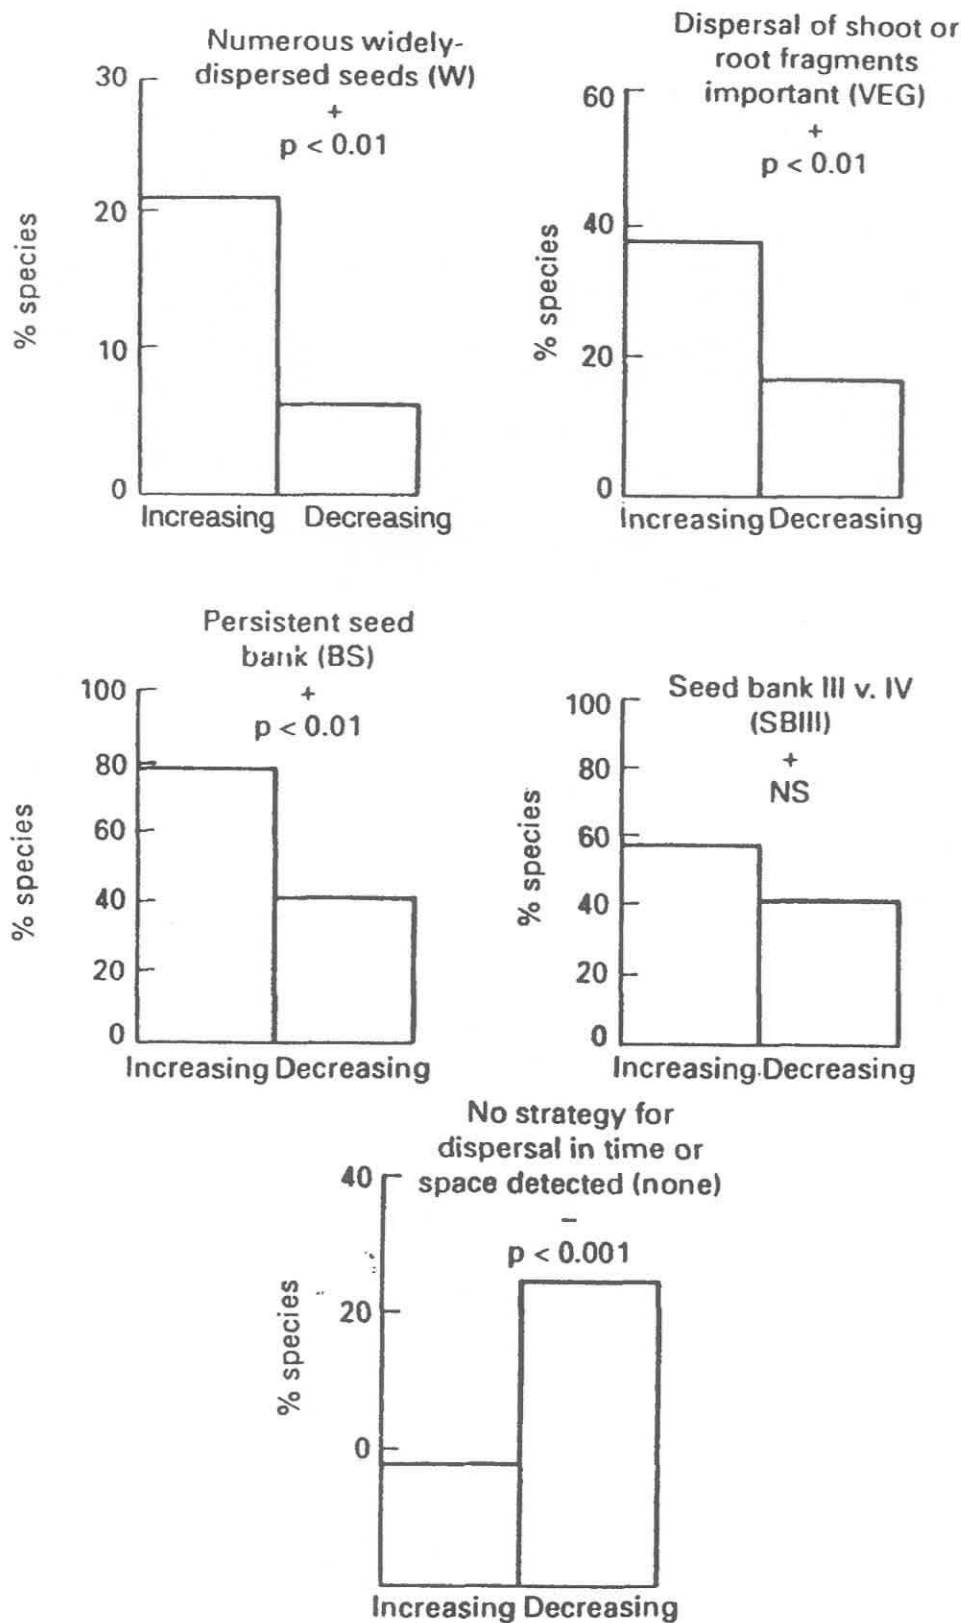 Numerous widely-
dispersed seeds (W)
+
p < 0.01
30
20
10
0
% species
Increasing Decreasing
Dispersal of shoot or
root fragments
important (VEG)
+
p < 0.01
60
40
20
0
% species
Increasing Decreasing
Persistent seed
bank (BS)
+
p < 0.01
100
80
60
40
20
0
% species
Increasing Decreasing
Seed bank III v. IV
(SBIII)
+
NS
100
80
60
40
20
0
% species
Increasing Decreasing
No strategy for
dispersal in time or
space detected (none)
–
p < 0.001
40
20
0
% species
Increasing Decreasing